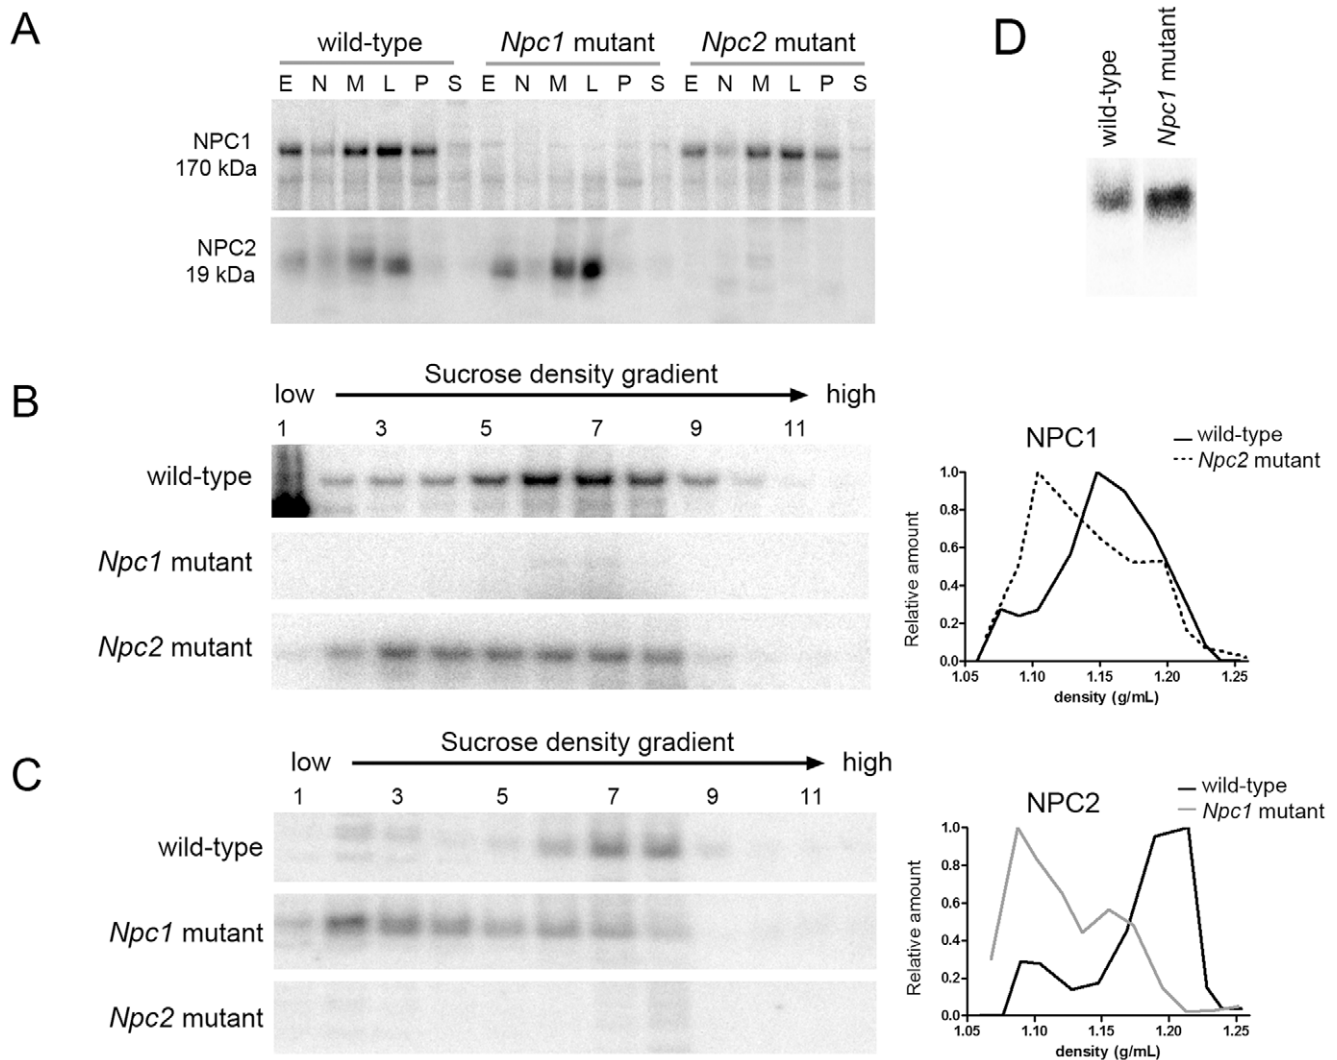 A
wild-type Npc1 mutant Npc2 mutant
E N M L P S E N M L P S E N M L P S
NPC1
170 kDa
NPC2
19 kDa
D
wild-type
Npc1 mutant
B
Sucrose density gradient
low high
1 3 5 7 9 11
wild-type
Npc1 mutant
Npc2 mutant
NPC1
wild-type
Npc2 mutant
Relative amount
1.0
0.8
0.6
0.4
0.2
0.0
1.05 1.10 1.15 1.20 1.25
density (g/mL)
C
Sucrose density gradient
low high
1 3 5 7 9 11
wild-type
Npc1 mutant
Npc2 mutant
NPC2
wild-type
Npc1 mutant
Relative amount
1.0
0.8
0.6
0.4
0.2
0.0
1.05 1.10 1.15 1.20 1.25
density (g/mL)